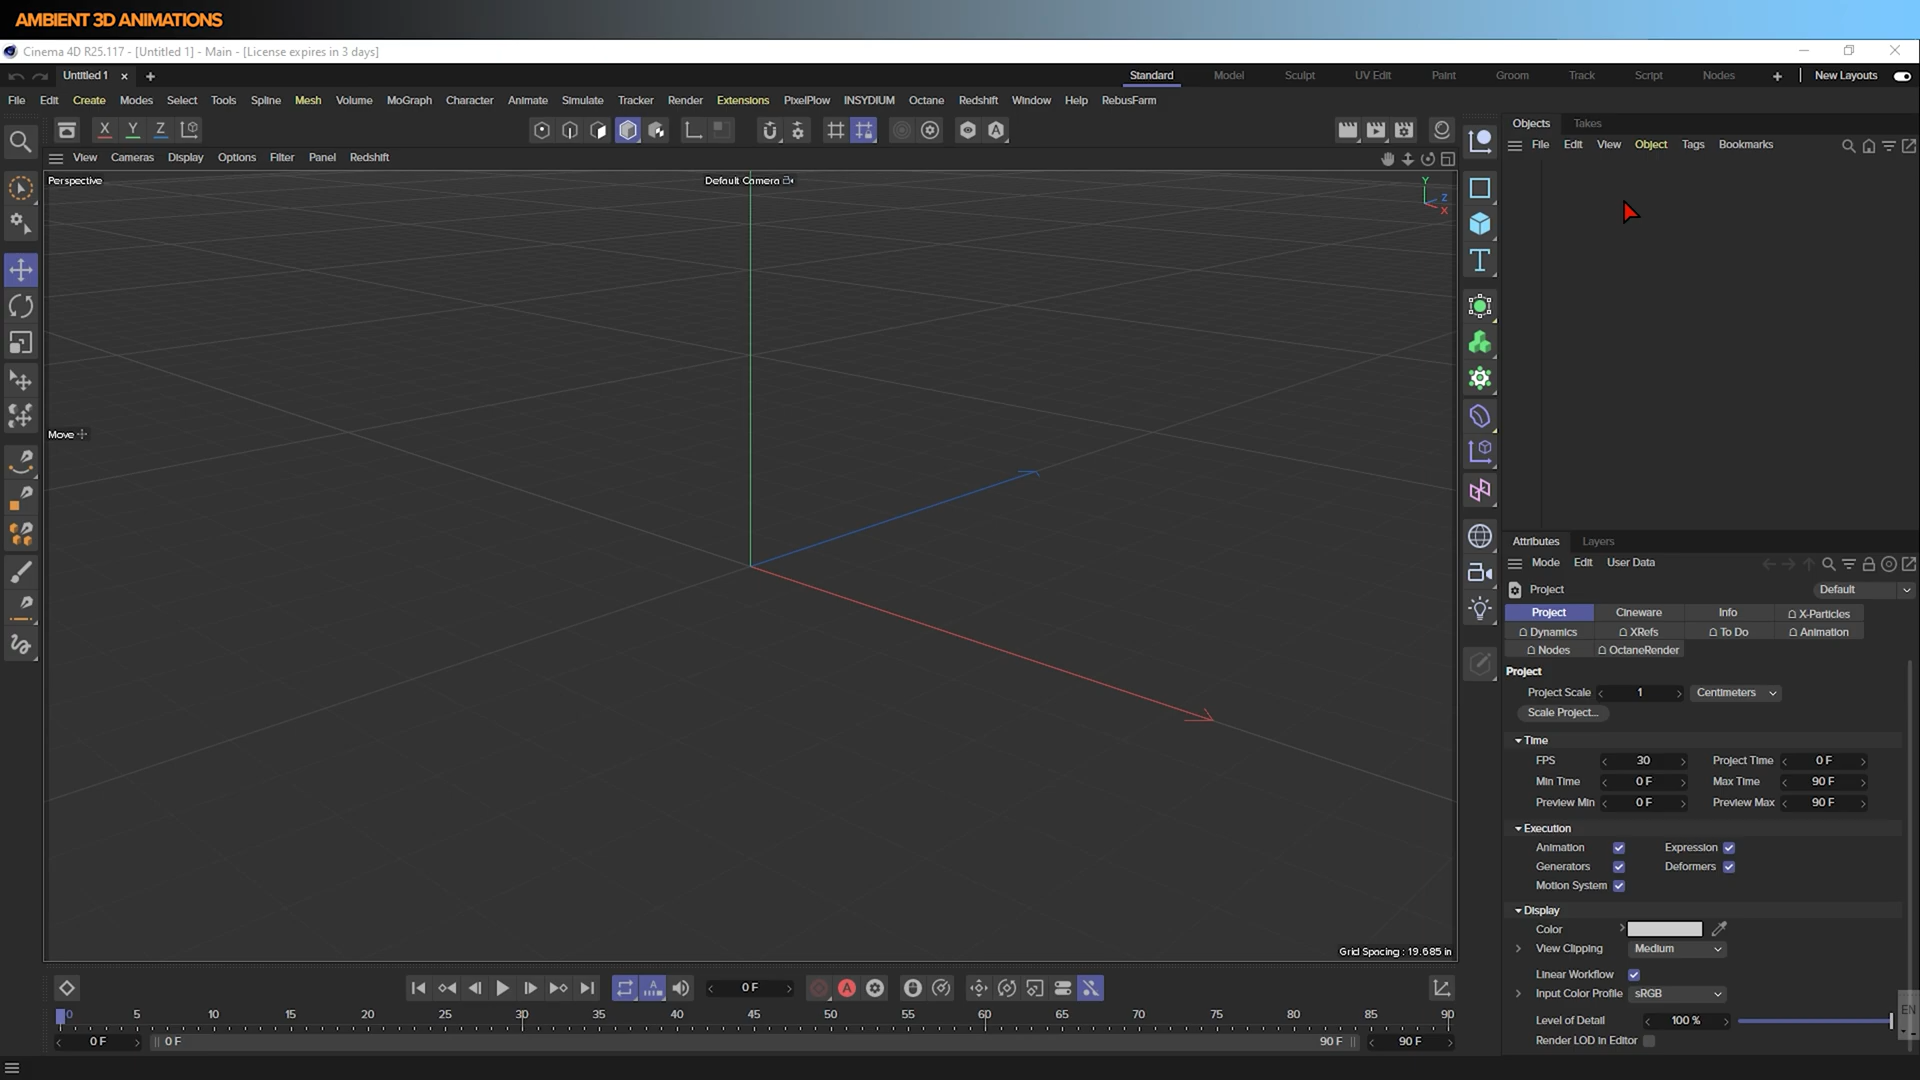 AMBIENT 3D ANIMATIONS
Cinema 4D R25.117 - [Untitled 1] - Main - [License expires in 3 days]
Untitled 1
Standard Model Sculpt UV Edit Paint Groom Track Script Nodes New Layouts
File Edit Create Modes Select Tools Spline Mesh Volume MoGraph Character Animate Simulate Tracker Render Extensions PixelPlow INSYDIUM Octane Redshift Window Help RebusFarm
X Y Z
View Cameras Display Options Filter Panel Redshift
Perspective
Default Camera
Y
Z
X
Move
Grid Spacing : 19.685 in
Objects Takes
File Edit View Object Tags Bookmarks
Attributes Layers
Mode Edit User Data
Project Default
Project Cineware Info X-Particles
Dynamics XRefs To Do Animation
Nodes OctaneRender
Project
Project Scale 1 Centimeters
Scale Project...
Time
FPS 30 Project Time 0 F
Min Time 0 F Max Time 90 F
Preview Min 0 F Preview Max 90 F
Execution
Animation Expression
Generators Deformers
Motion System
Display
Color
View Clipping Medium
Linear Workflow
Input Color Profile sRGB
Level of Detail 100 %
Render LOD in Editor
EN
0 F
0 5 10 15 20 25 30 35 40 45 50 55 60 65 70 75 80 85 90
0 F 0 F 90 F 90 F